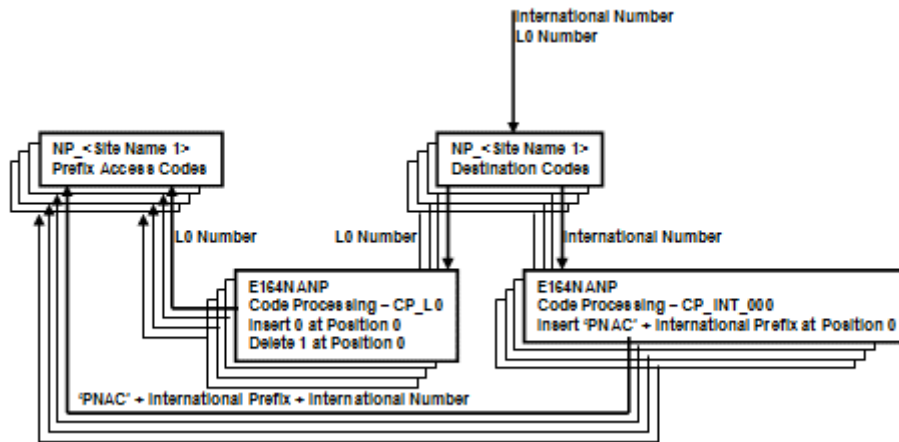 International Number
L0 Number
NP_<Site Name 1>
Prefix Access Codes
NP_<Site Name 1>
Destination Codes
L0 Number
L0 Number
International Number
E164NANP
Code Processing – CP_L0
Insert 0 at Position 0
Delete 1 at Position 0
E164NANP
Code Processing – CP_INT_000
Insert "PNAC" + International Prefix at Position 0
"PNAC" + International Prefix + International Number